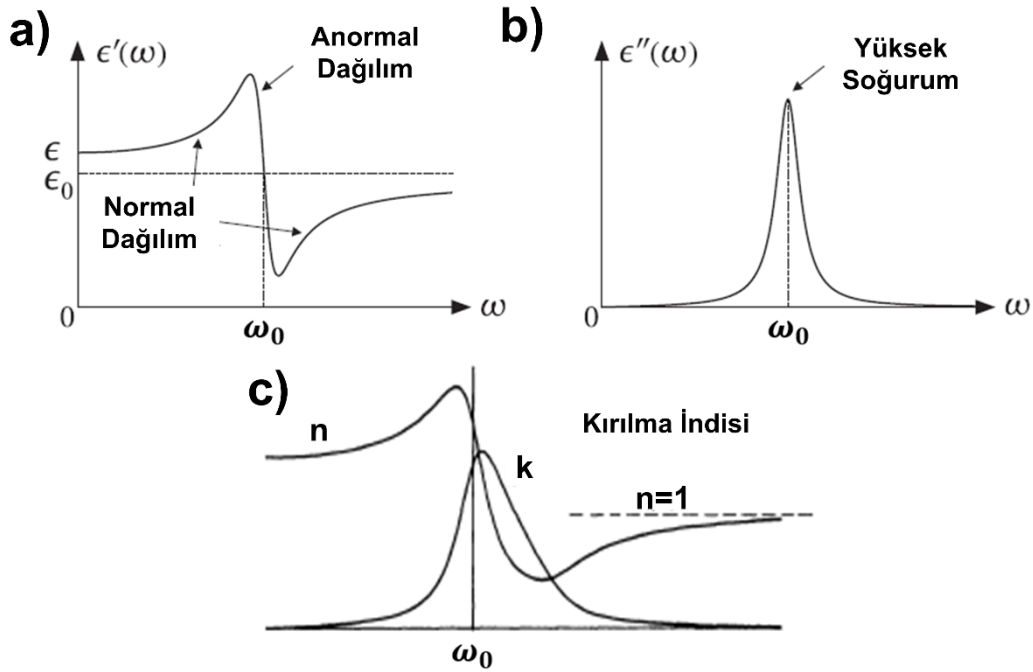 a)
ϵ′(ω)
Anormal
Dağılım
ϵ
ϵ₀
Normal
Dağılım
0
ω₀
ω
b)
ϵ′′(ω)
Yüksek
Soğurum
0
ω₀
ω
c)
n
k
Kırılma İndisi
n=1
ω₀